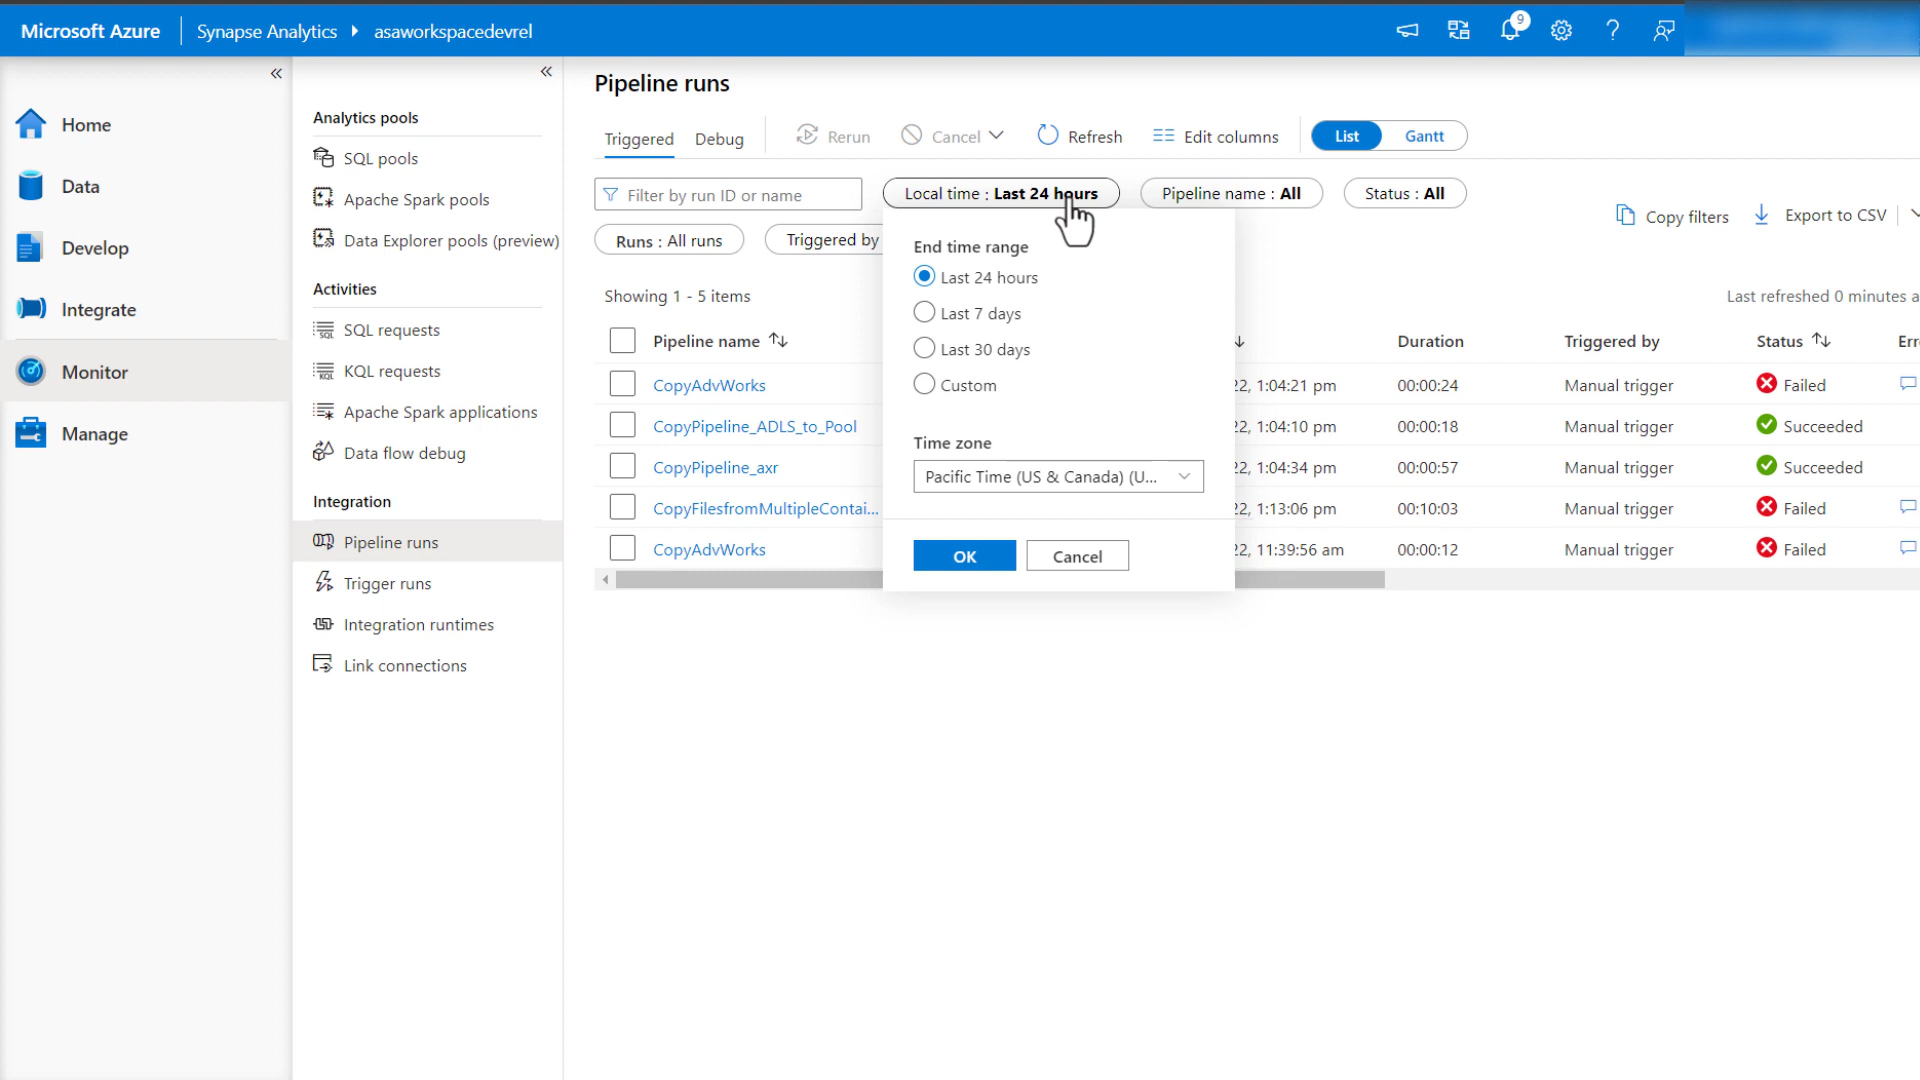 Microsoft Azure
Synapse Analytics
asaworkspacedevrel
9
Home
Data
Develop
Integrate
Monitor
Manage
Analytics pools
SQL pools
Apache Spark pools
Data Explorer pools (preview)
Activities
SQL requests
KQL requests
Apache Spark applications
Data flow debug
Integration
Pipeline runs
Trigger runs
Integration runtimes
Link connections
Pipeline runs
Triggered Debug Rerun Cancel Refresh Edit columns List Gantt
Filter by run ID or name Local time : Last 24 hours Pipeline name : All Status : All
Copy filters Export to CSV
Runs : All runs Triggered by
Showing 1 - 5 items
Last refreshed 0 minutes a
Pipeline name Duration Triggered by Status Err
CopyAdvWorks 22, 1:04:21 pm 00:00:24 Manual trigger Failed
CopyPipeline_ADLS_to_Pool 22, 1:04:10 pm 00:00:18 Manual trigger Succeeded
CopyPipeline_axr 22, 1:04:34 pm 00:00:57 Manual trigger Succeeded
CopyFilesfromMultipleContai... 22, 1:13:06 pm 00:10:03 Manual trigger Failed
CopyAdvWorks 22, 11:39:56 am 00:00:12 Manual trigger Failed
End time range
Last 24 hours
Last 7 days
Last 30 days
Custom
Time zone
Pacific Time (US & Canada) (U...
OK Cancel